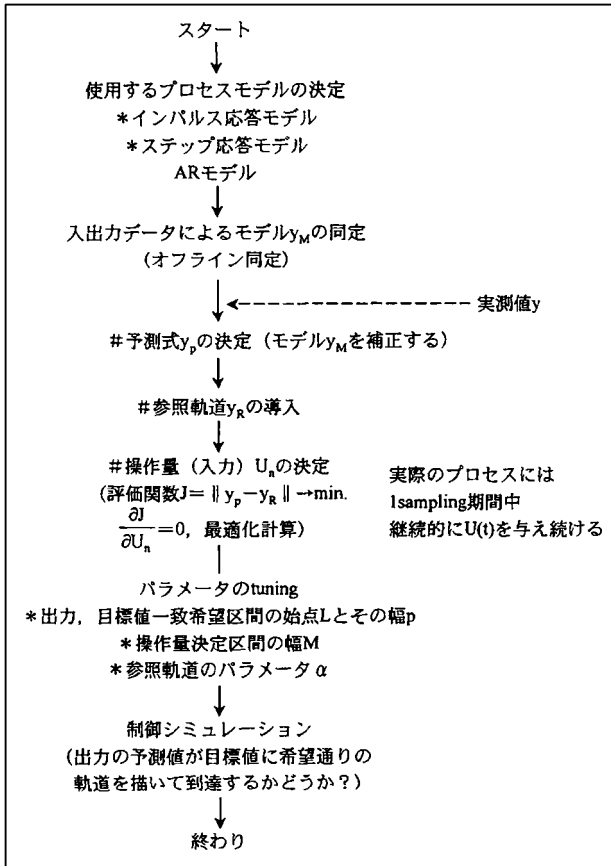 スタート
使用するプロセスモデルの決定
*インパルス応答モデル
*ステップ応答モデル
ARモデル
入出力データによるモデルyMの同定
(オフライン同定)
実測値y
#予測式ypの決定（モデルyMを補正する）
#参照軌道yRの導入
#操作量（入力）Unの決定
(評価関数J=‖yp−yR‖→min.
∂J/∂Un=0, 最適化計算）
実際のプロセスには
1sampling期間中
継続的にU(t)を与え続ける
パラメータのtuning
*出力，目標値一致希望区間の始点Lとその幅p
*操作量決定区間の幅M
*参照軌道のパラメータα
制御シミュレーション
(出力の予測値が目標値に希望通りの
軌道を描いて到達するかどうか？)
終わり